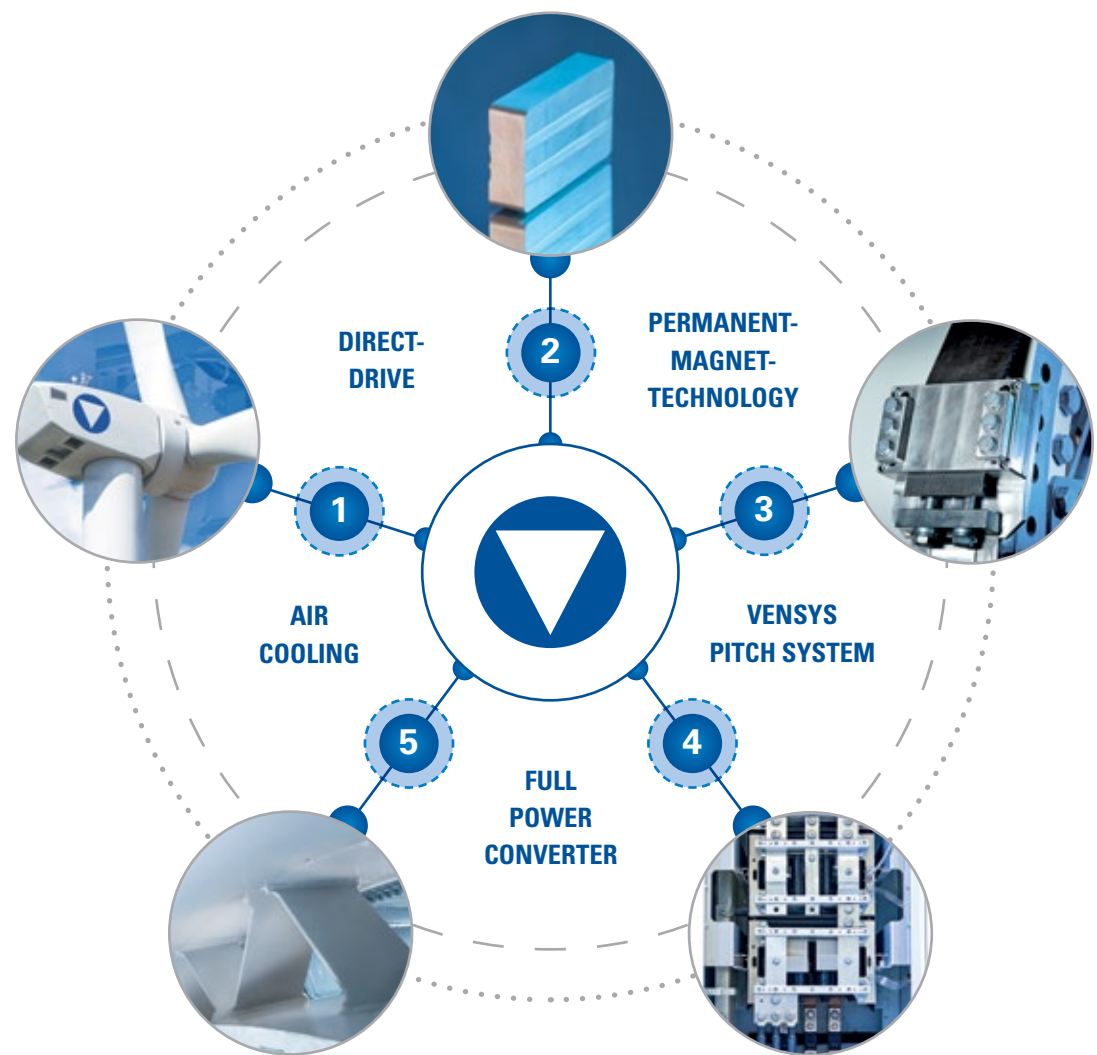 DIRECT-
DRIVE
2
PERMANENT-
MAGNET-
TECHNOLOGY
1
3
AIR
COOLING
VENSYS
PITCH SYSTEM
5
4
FULL
POWER
CONVERTER